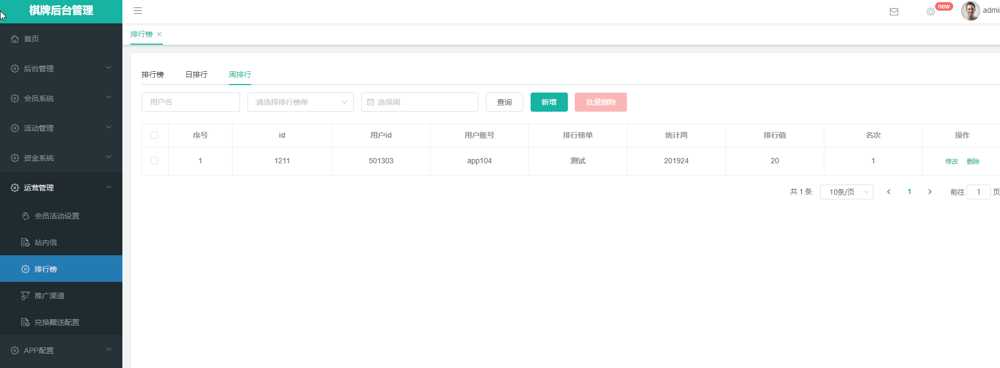 棋牌后台管理
new
admin
首页
后台管理
会员系统
活动管理
资金系统
运营管理
会员活动设置
站内信
排行榜
推广渠道
兑换赠送配置
APP配置
排行榜
排行榜 日排行 周排行
用户名 请选择排行榜单 选择周 查询 新增 批量删除
序号 id 用户id 用户账号 排行榜单 统计周 排行值 名次 操作
1 1211 501303 app104 测试 201924 20 1 修改 删除
共 1 条 10条/页 1 前往 1 页